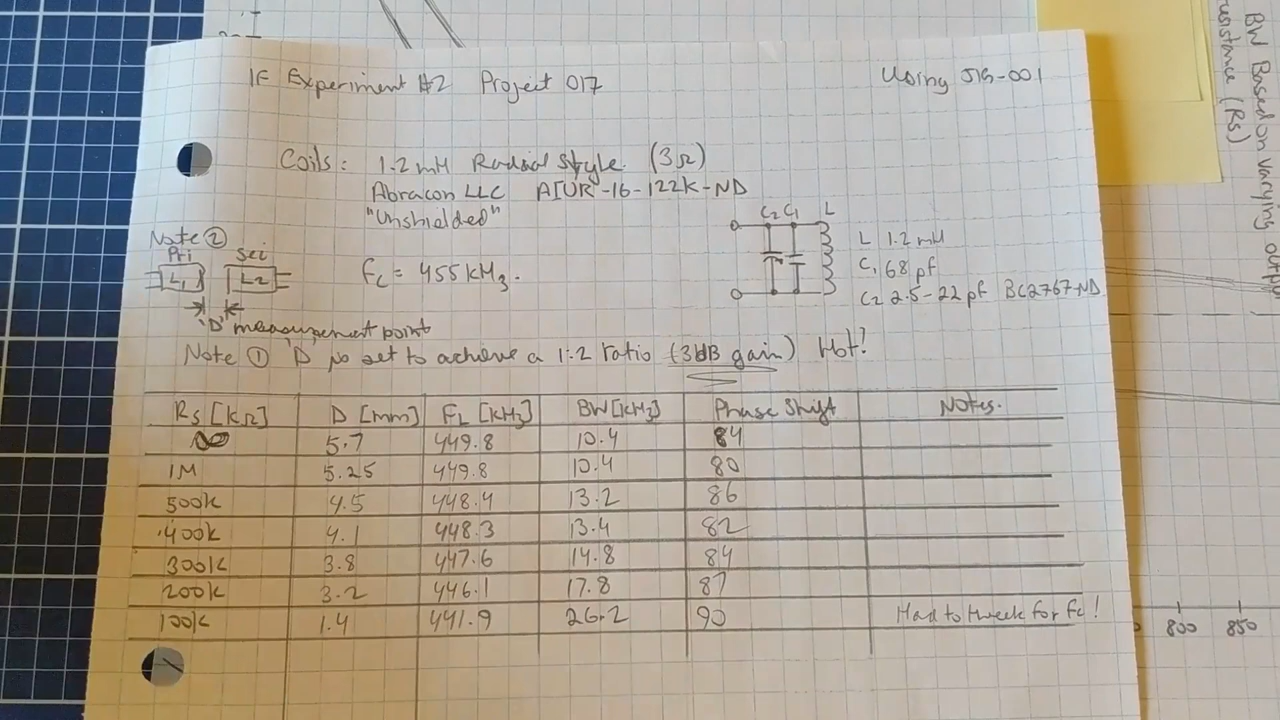 IF Experiment #2 Project 017
Using JIG-001
Coils: 1.2 mH Radial Style (3Ω)
Abracon LLC AIUR-16-122K-ND
"Unshielded"
Note ②
Pri Sec
L1 L2
'D' measurement point
Fc = 455 kHz.
C2 C1 L
L 1.2 mH
C1 68 pf
C2 2.5-22 pf BC2767-ND
Note ① 'D' set to achieve a 1:2 ratio (3dB gain) Hot!
Rs [kΩ] D [mm] FL [kHz] BW [kHz] Phase Shift Notes.
∞ 5.7 449.8 10.4 84
1M 5.25 449.8 10.4 80
500k 4.5 448.4 13.2 86
400k 4.1 448.3 13.4 82
300k 3.8 447.6 14.8 84
200k 3.2 446.1 17.8 87
100k 1.4 441.9 26.2 90 Had to tweek for Fc!
BW Based on varying output
resistance (Rs)
800 850